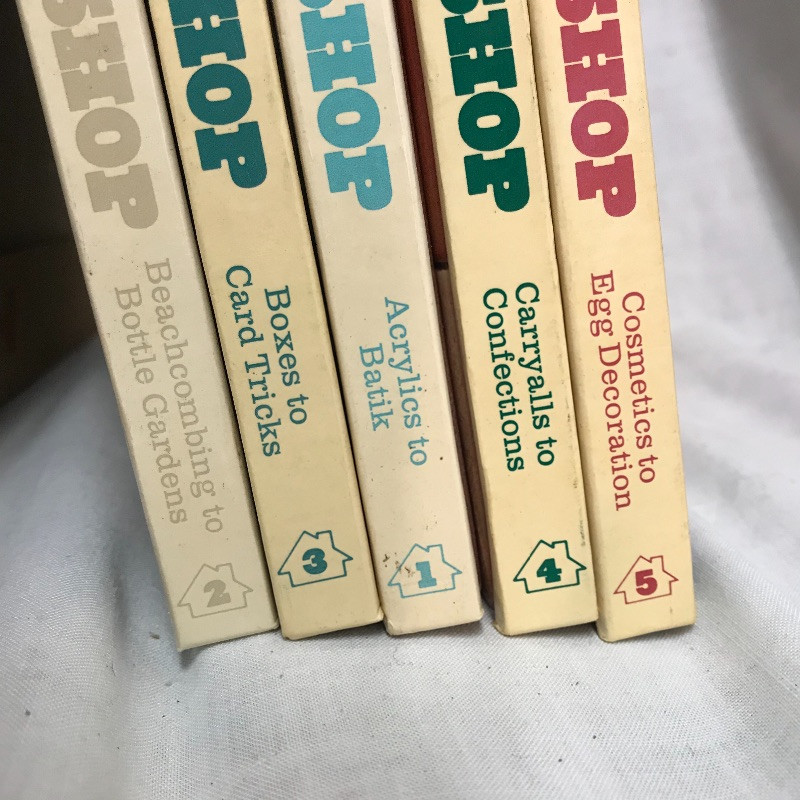 SHOP
Beachcombing to
Bottle Gardens
2
SHOP
Boxes to
Card Tricks
3
SHOP
Acrylics to
Batik
1
SHOP
Carryalls to
Confections
4
SHOP
Cosmetics to
Egg Decoration
5